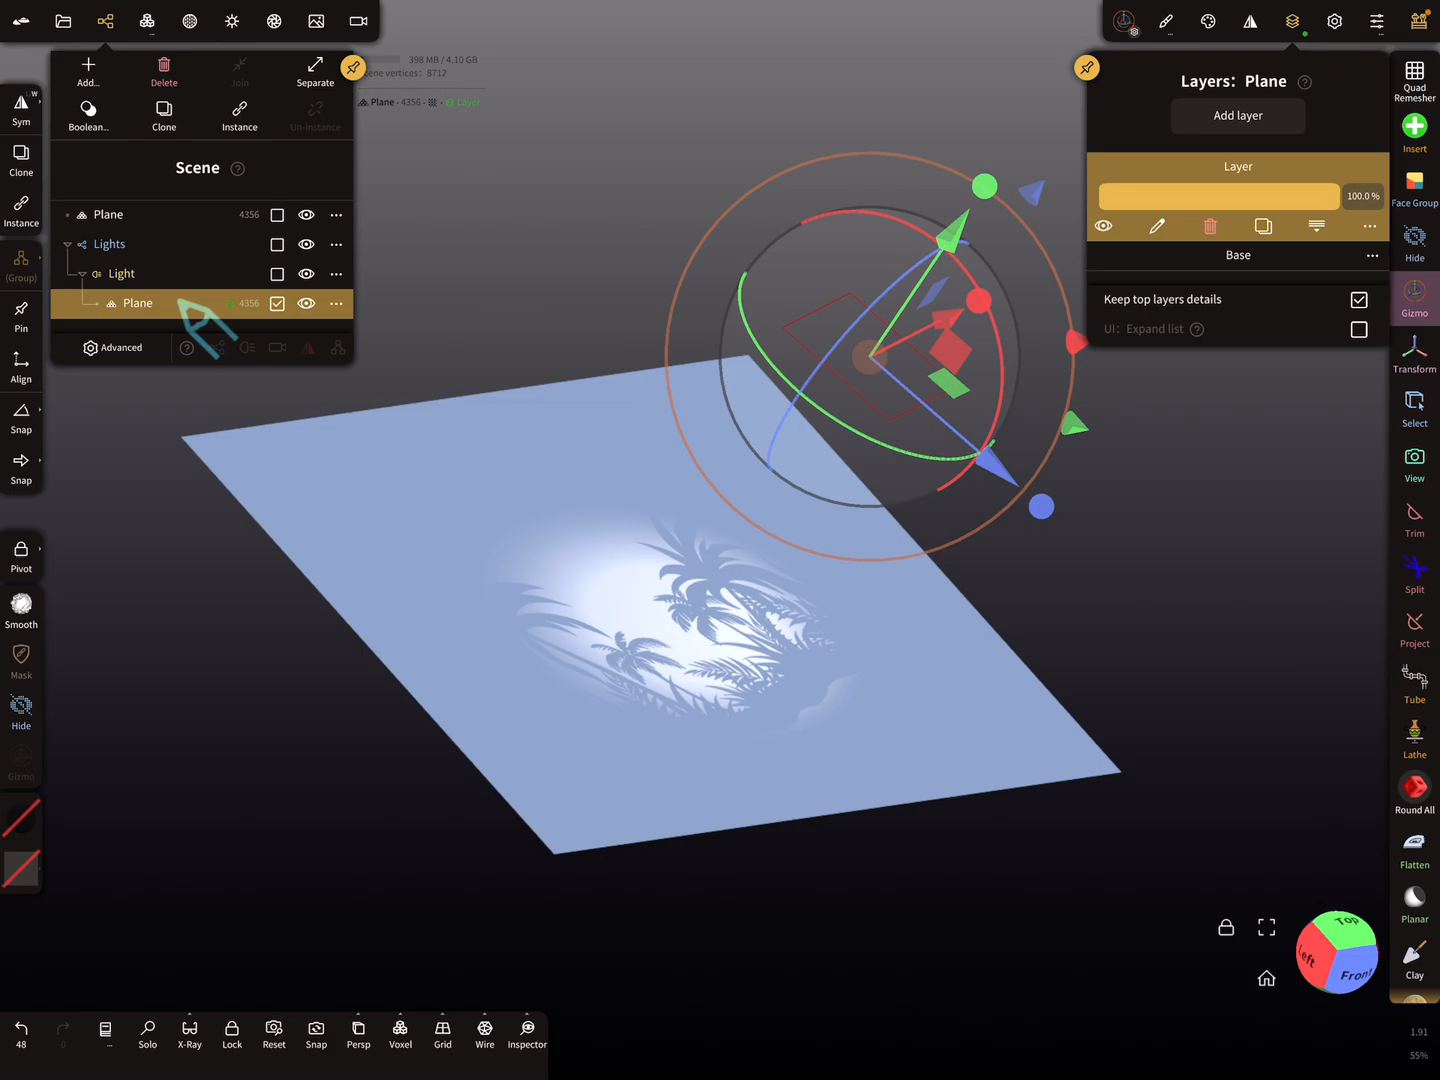 Add...
Delete
Join
Separate
Boolean...
Clone
Instance
Un-instance
398 MB / 4.10 GB
cene vertices: 8712
Plane · 4356 ·
Layer
Scene
Plane
4356
Lights
Light
Plane
4356
Advanced
Layers: Plane
Add layer
Layer
100.0 %
Base
Keep top layers details
UI: Expand list
W
Sym
Clone
Instance
(Group)
Pin
Align
Snap
Snap
Pivot
Smooth
Mask
Hide
Gizmo
Quad
Remesher
Insert
Face Group
Hide
Gizmo
Transform
Select
View
Trim
Split
Project
Tube
Lathe
Round All
Flatten
Planar
Clay
Top
Left
Front
48
0
...
Solo
X-Ray
Lock
Reset
Snap
Persp
Voxel
Grid
Wire
Inspector
1.91
55%